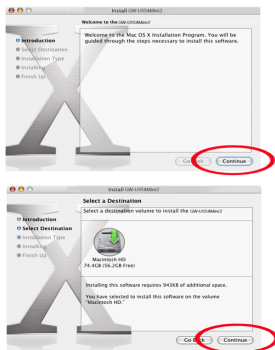 Install GW-US54Mini2
Welcome to the GW-US54Mini2
Welcome to the Mac OS X Installation Program. You will be
guided through the steps necessary to install this software.
Introduction
Select Destination
Installation Type
Installing
Finish Up
Go Back
Continue
Install GW-US54Mini2
Select a Destination
Select a destination volume to install the GW-US54Mini2
Introduction
Select Destination
Installation Type
Installing
Finish Up
Macintosh HD
74.4GB (56.2GB Free)
Installing this software requires 943KB of additional space.
You have selected to install this software on the volume
"Macintosh HD."
Go Back
Continue